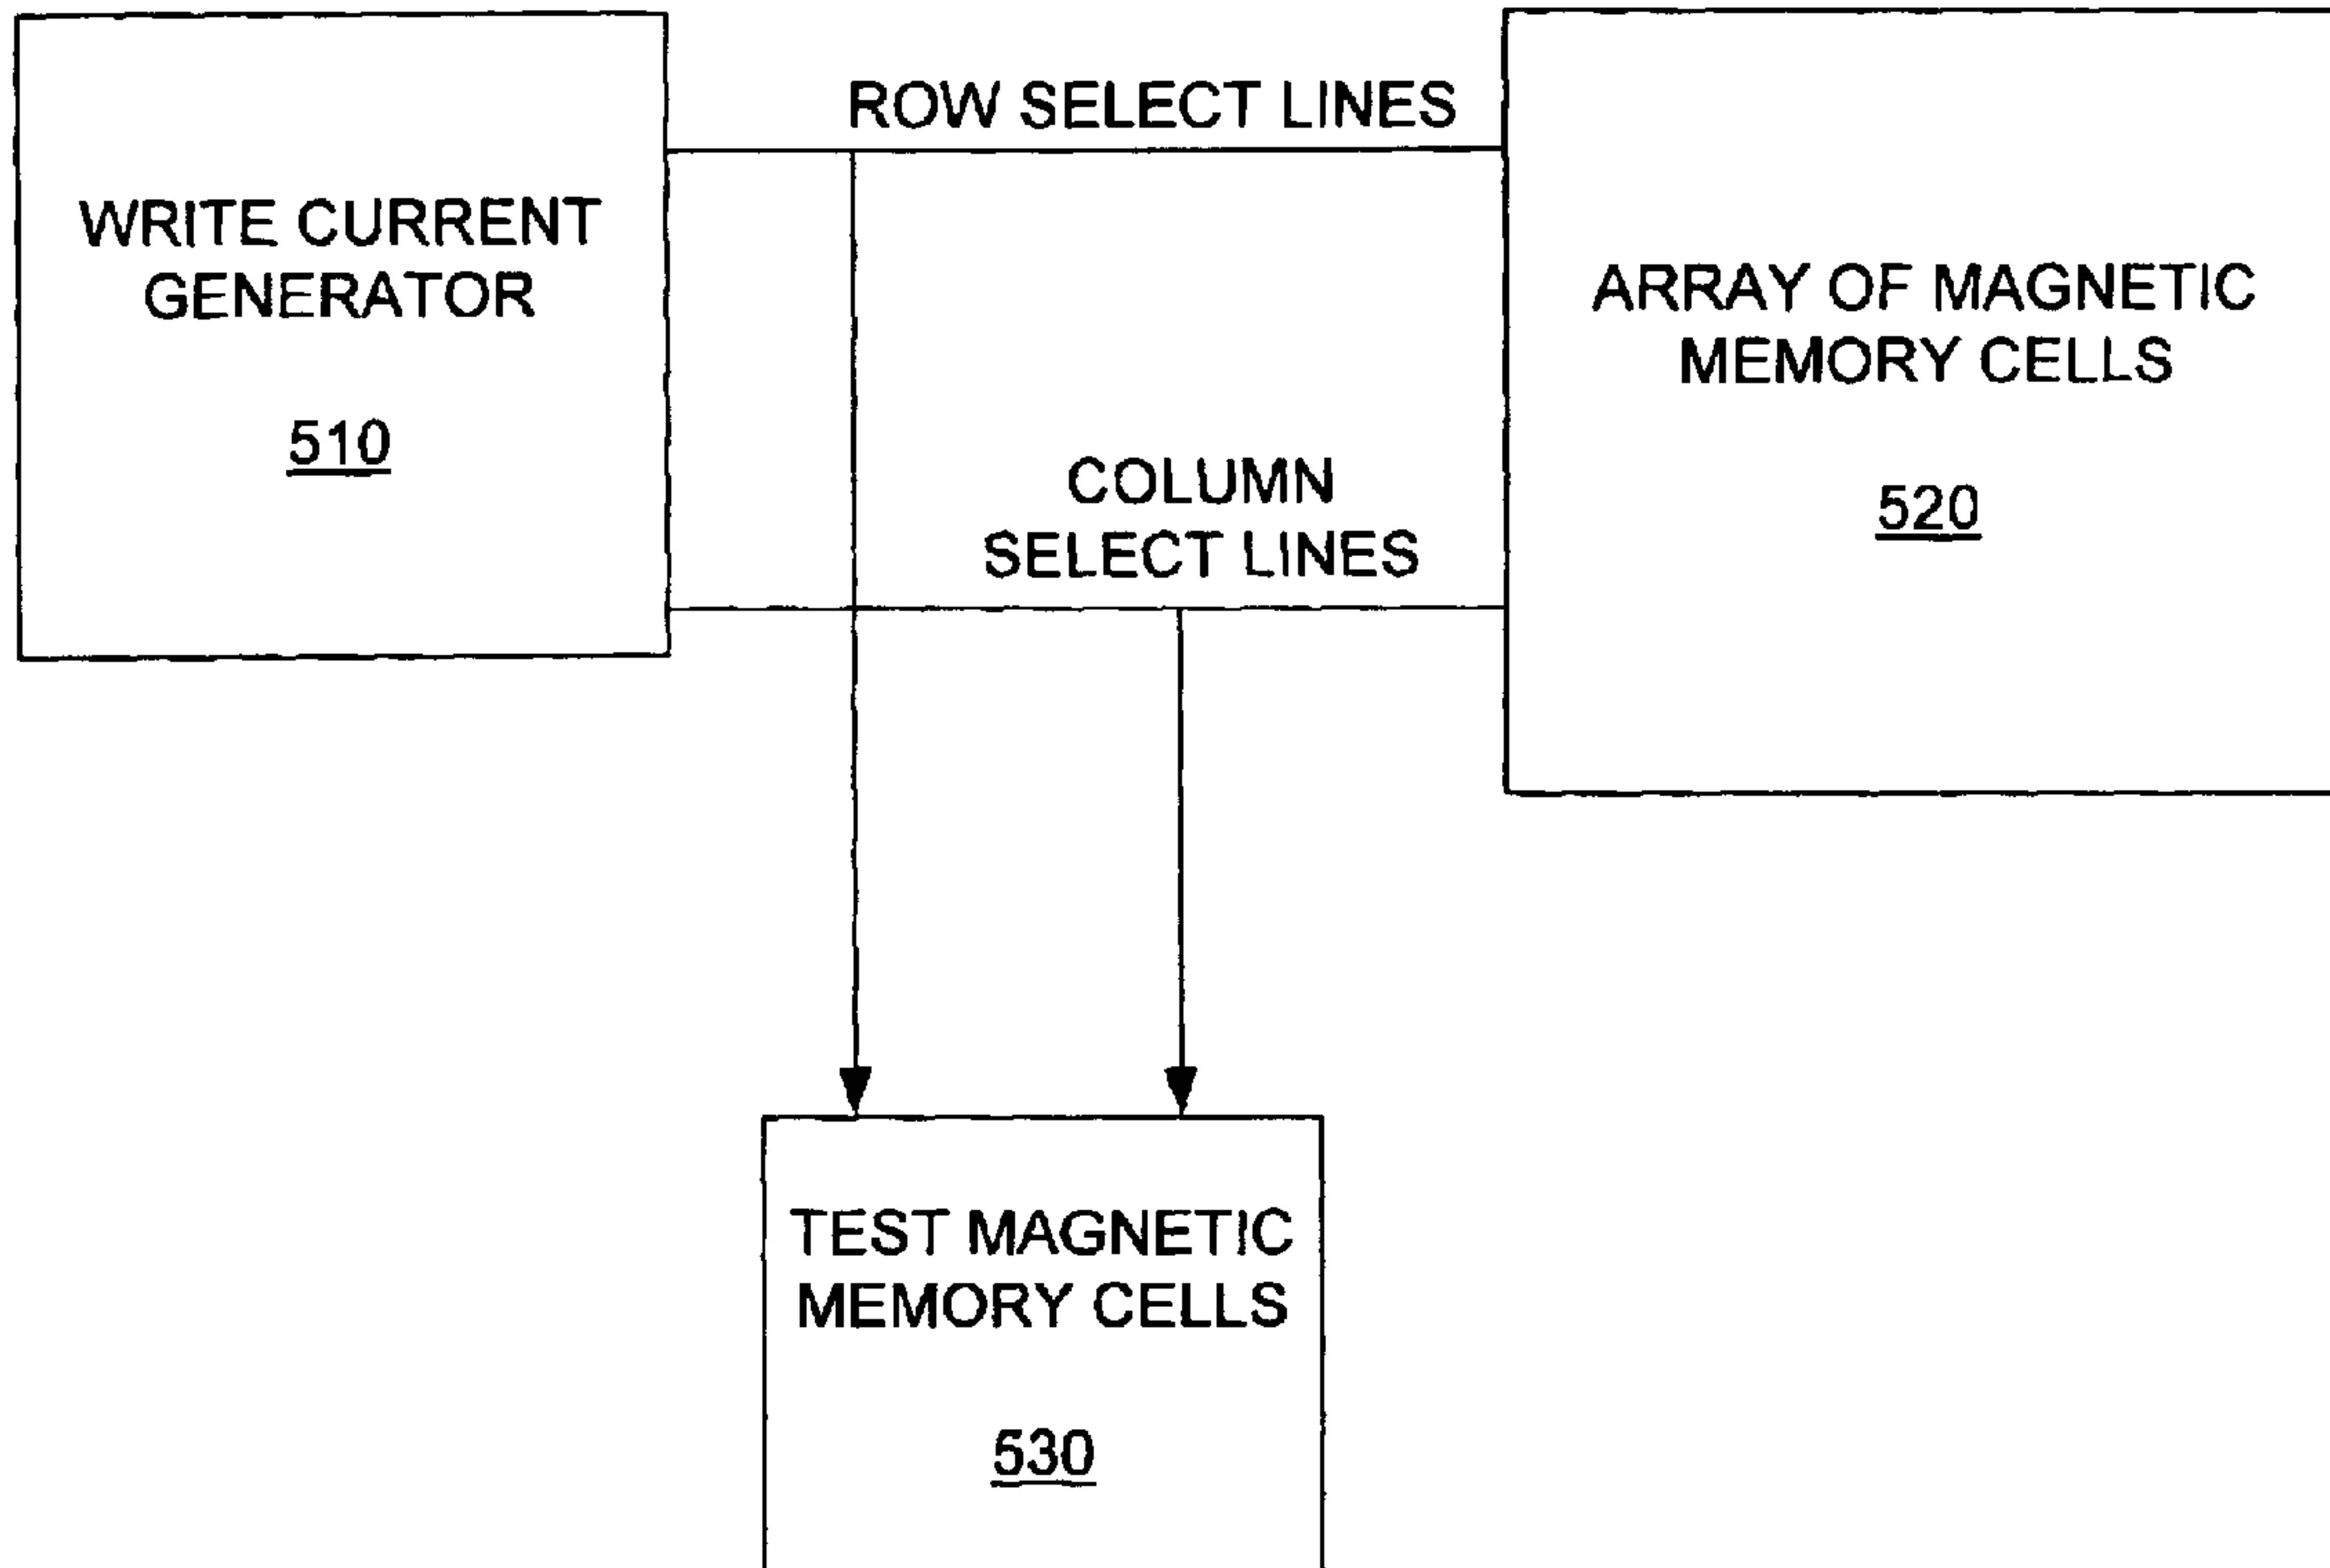 WRITE CURRENT
GENERATOR
510
ROW SELECT LINES
COLUMN
SELECT LINES
ARRAY OF MAGNETIC
MEMORY CELLS
520
TEST MAGNETIC
MEMORY CELLS
530